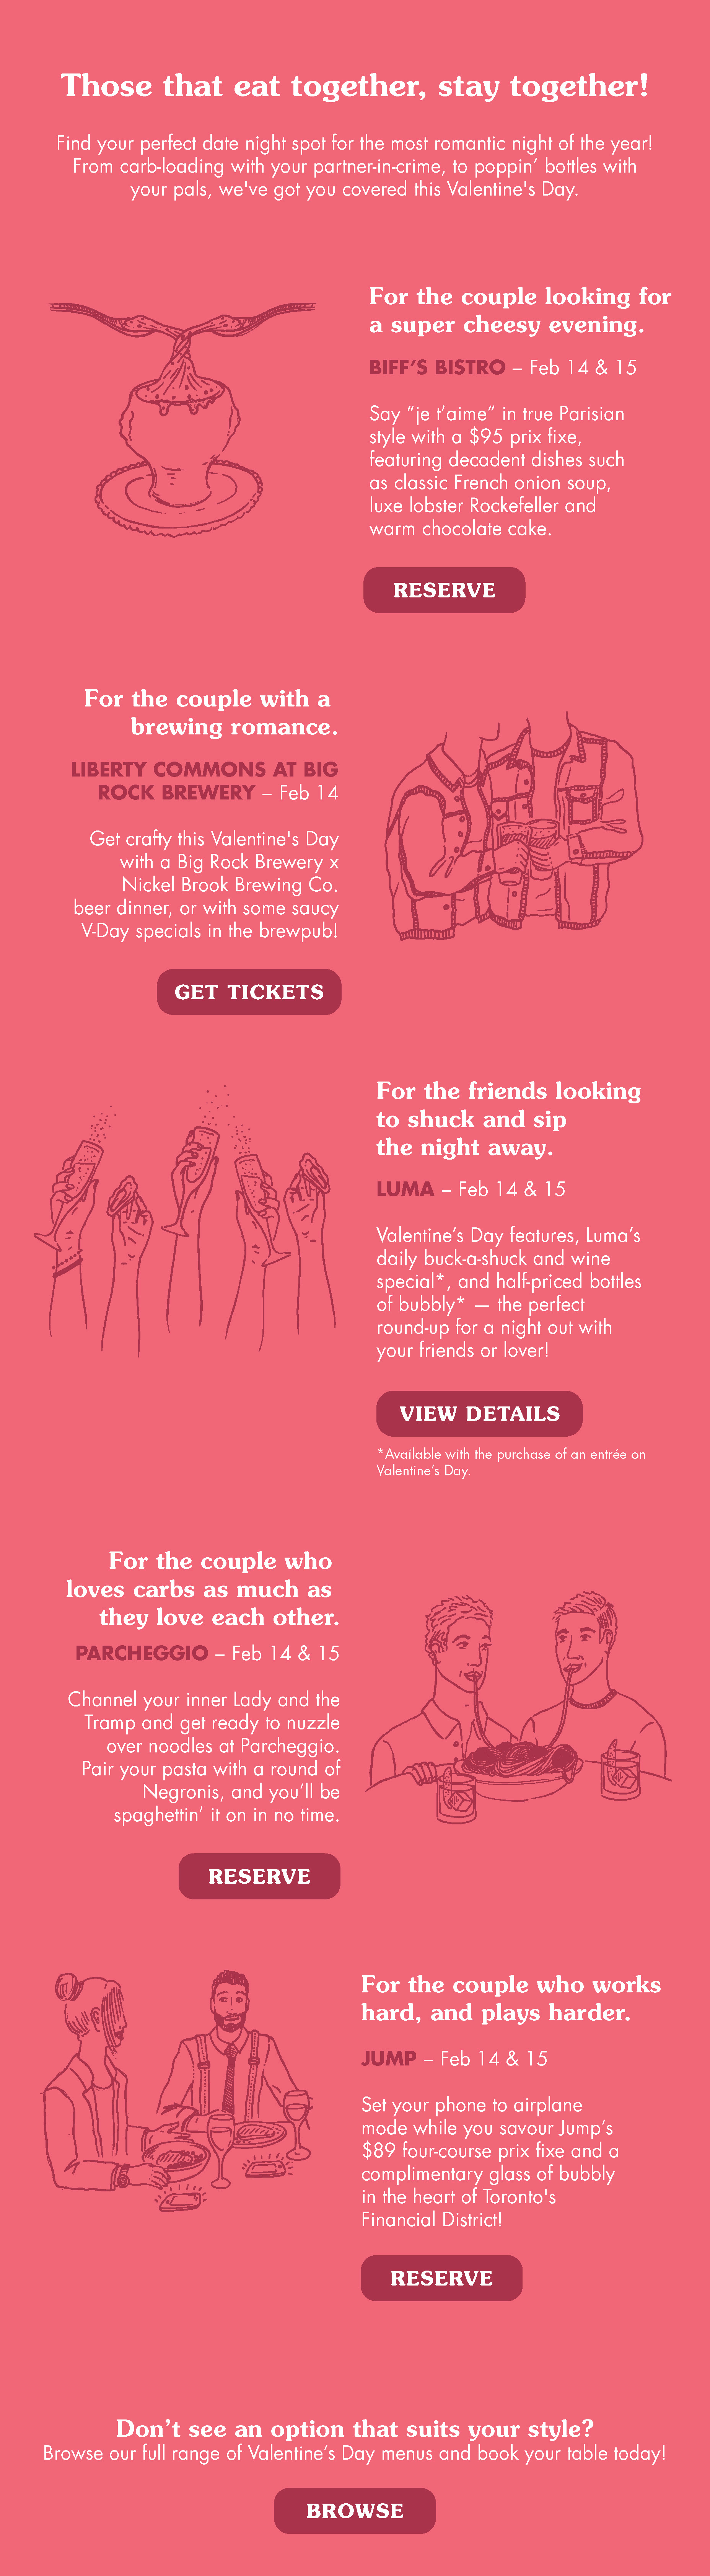 Those that eat together, stay together!
Find your perfect date night spot for the most romantic night of the year!
From carb-loading with your partner-in-crime, to poppin’ bottles with
your pals, we've got you covered this Valentine's Day.
For the couple looking for
a super cheesy evening.
BIFF’S BISTRO – Feb 14 & 15
Say “je t’aime” in true Parisian
style with a $95 prix fixe,
featuring decadent dishes such
as classic French onion soup,
luxe lobster Rockefeller and
warm chocolate cake.
RESERVE
For the couple with a
brewing romance.
LIBERTY COMMONS AT BIG
ROCK BREWERY – Feb 14
Get crafty this Valentine's Day
with a Big Rock Brewery x
Nickel Brook Brewing Co.
beer dinner, or with some saucy
V-Day specials in the brewpub!
GET TICKETS
For the friends looking
to shuck and sip
the night away.
LUMA – Feb 14 & 15
Valentine’s Day features, Luma’s
daily buck-a-shuck and wine
special*, and half-priced bottles
of bubbly* — the perfect
round-up for a night out with
your friends or lover!
VIEW DETAILS
*Available with the purchase of an entrée on
Valentine’s Day.
For the couple who
loves carbs as much as
they love each other.
PARCHEGGIO – Feb 14 & 15
Channel your inner Lady and the
Tramp and get ready to nuzzle
over noodles at Parcheggio.
Pair your pasta with a round of
Negronis, and you’ll be
spaghettin’ it on in no time.
RESERVE
For the couple who works
hard, and plays harder.
JUMP – Feb 14 & 15
Set your phone to airplane
mode while you savour Jump’s
$89 four-course prix fixe and a
complimentary glass of bubbly
in the heart of Toronto's
Financial District!
RESERVE
Don’t see an option that suits your style?
Browse our full range of Valentine’s Day menus and book your table today!
BROWSE